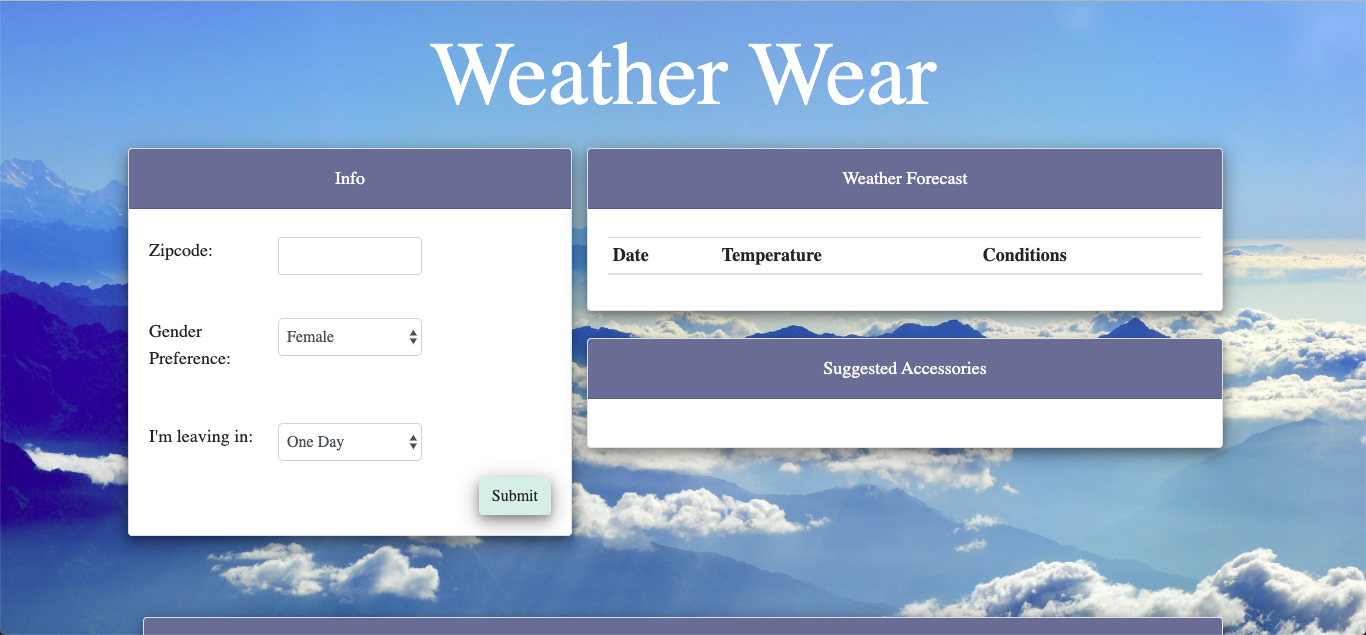 Weather Wear
Info
Zipcode:
Gender
Preference:
Female
I'm leaving in:
One Day
Submit
Weather Forecast
Date Temperature Conditions
Suggested Accessories